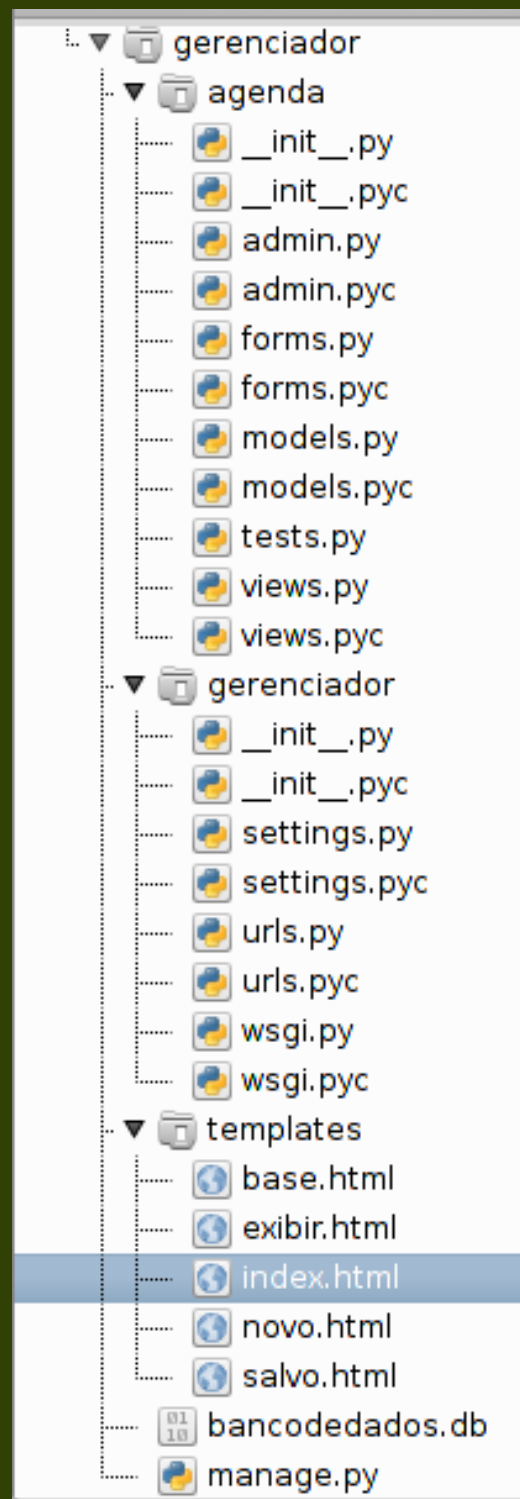 gerenciador
agenda
__init__.py
__init__.pyc
admin.py
admin.pyc
forms.py
forms.pyc
models.py
models.pyc
tests.py
views.py
views.pyc
gerenciador
__init__.py
__init__.pyc
settings.py
settings.pyc
urls.py
urls.pyc
wsgi.py
wsgi.pyc
templates
base.html
exibir.html
index.html
novo.html
salvo.html
bancodedados.db
manage.py